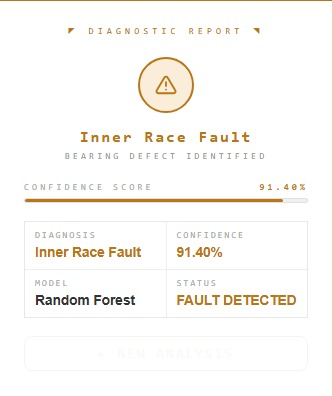 DIAGNOSTIC REPORT
Inner Race Fault
BEARING DEFECT IDENTIFIED
CONFIDENCE SCORE 91.40%
DIAGNOSIS CONFIDENCE
Inner Race Fault 91.40%
MODEL STATUS
Random Forest FAULT DETECTED
NEW ANALYSIS